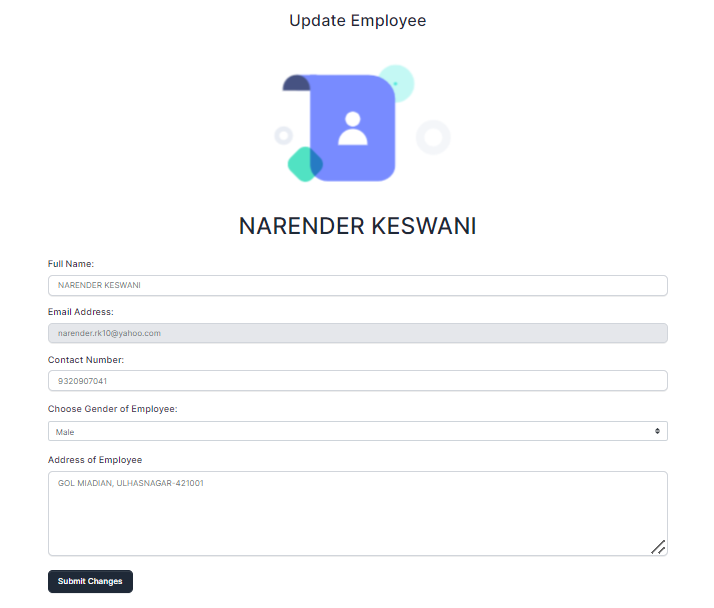 Update Employee
NARENDER KESWANI
Full Name:
NARENDER KESWANI
Email Address:
narender.rk10@yahoo.com
Contact Number:
9320907041
Choose Gender of Employee:
Male
Address of Employee
GOL MIADIAN, ULHASNAGAR-421001
Submit Changes